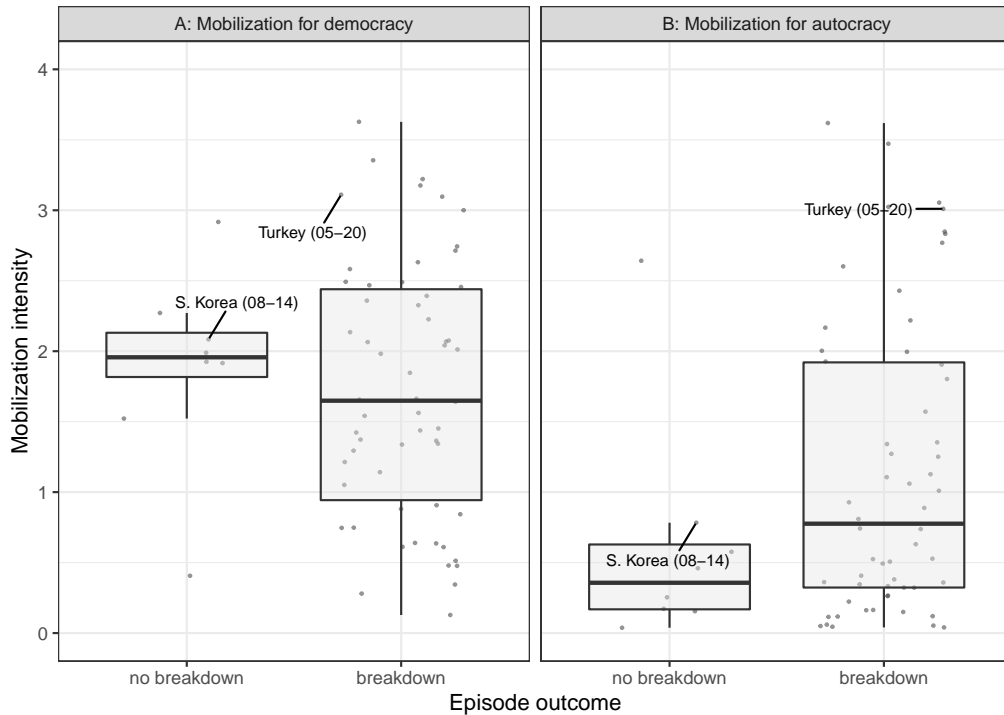 A: Mobilization for democracy
B: Mobilization for autocracy
Mobilization intensity
4
3
2
1
0
Turkey (05−20)
S. Korea (08−14)
Turkey (05−20)
S. Korea (08−14)
no breakdown
breakdown
no breakdown
breakdown
Episode outcome